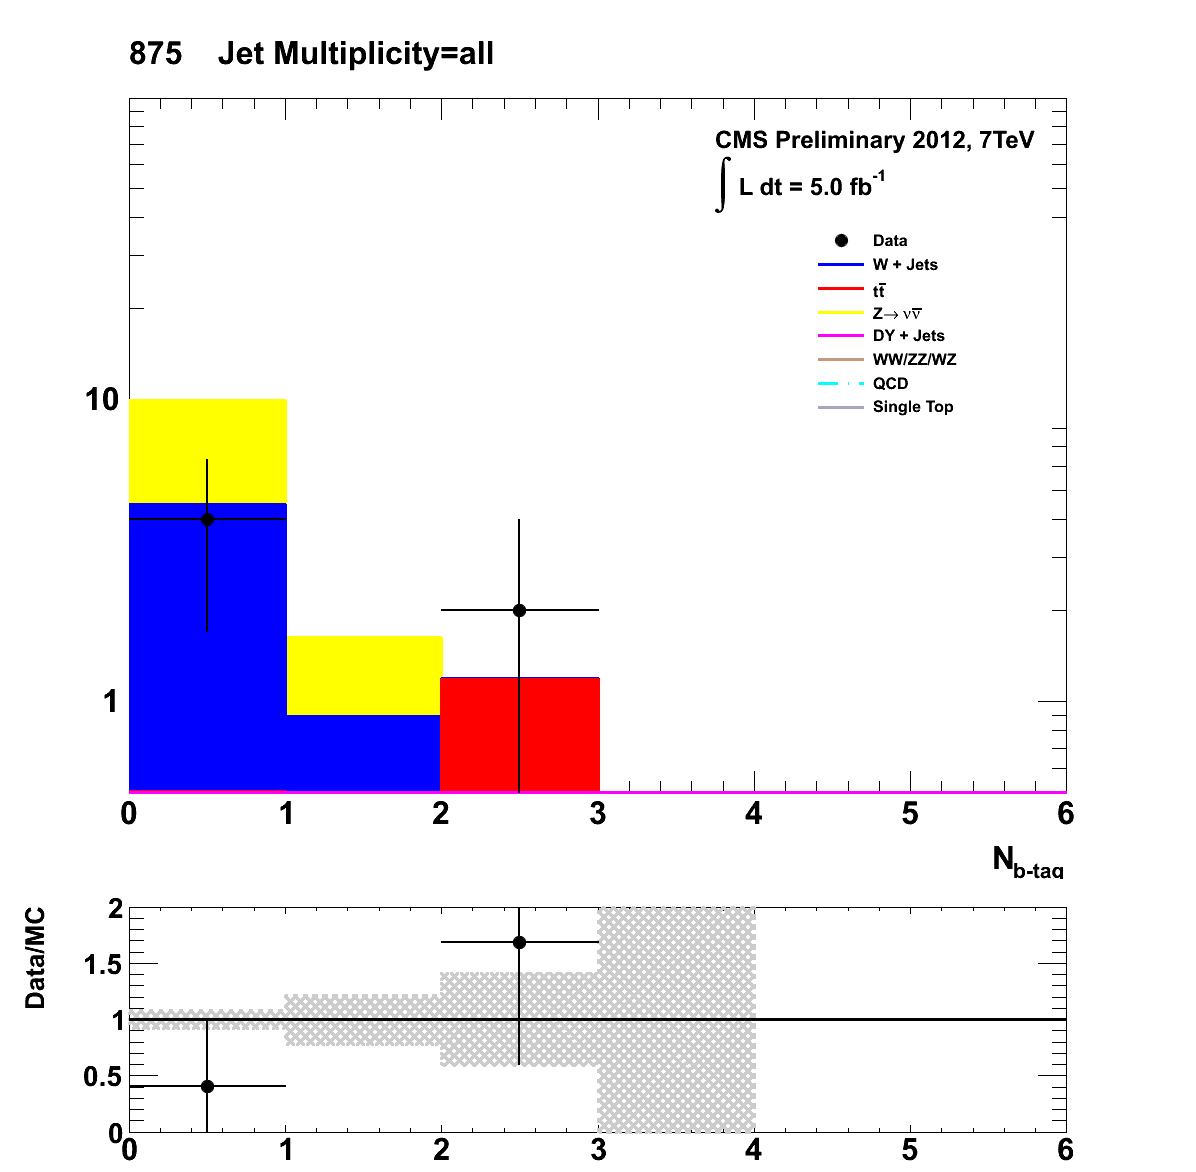 875 Jet Multiplicity=all
CMS Preliminary 2012, 7TeV
∫ L dt = 5.0 fb⁻¹
Data
W + Jets
tt̅
Z→ νν̅
DY + Jets
WW/ZZ/WZ
QCD
Single Top
10
1
0 1 2 3 4 5 6
N_b-tag
Data/MC
2
1.5
1
0.5
0
0 1 2 3 4 5 6